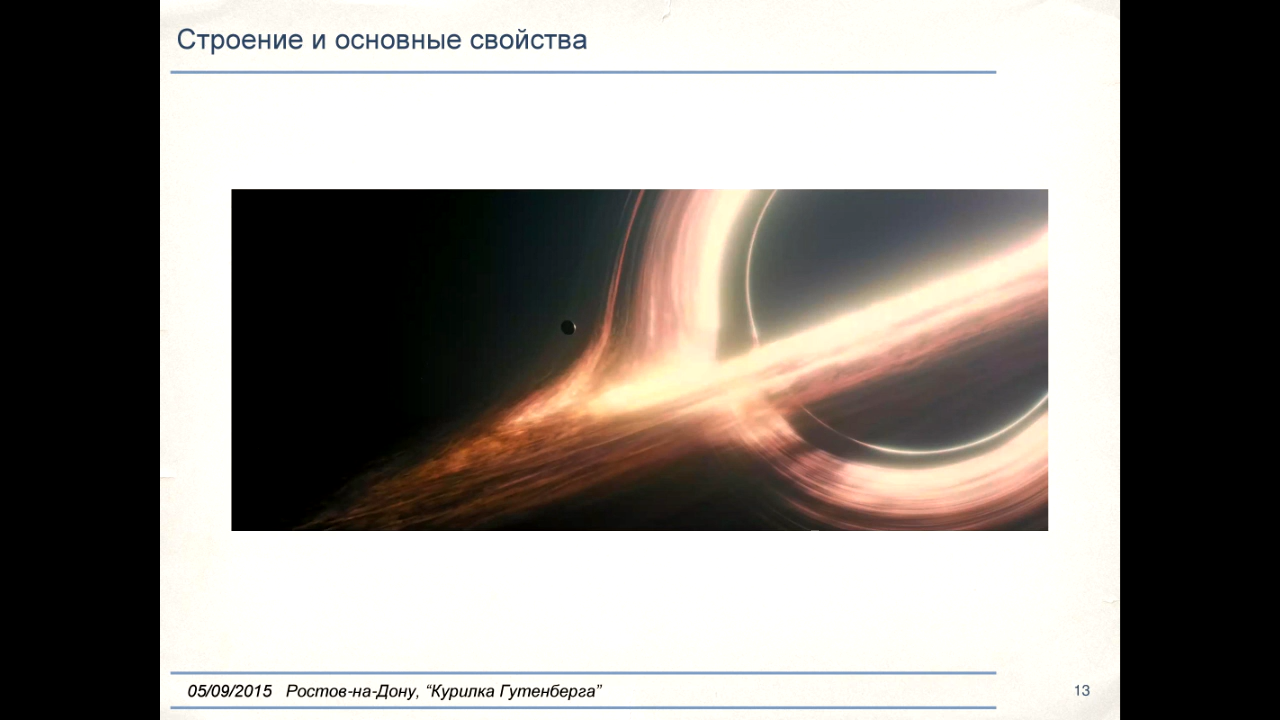 Строение и основные свойства
05/09/2015 Ростов-на-Дону, “Курилка Гутенберга”
13